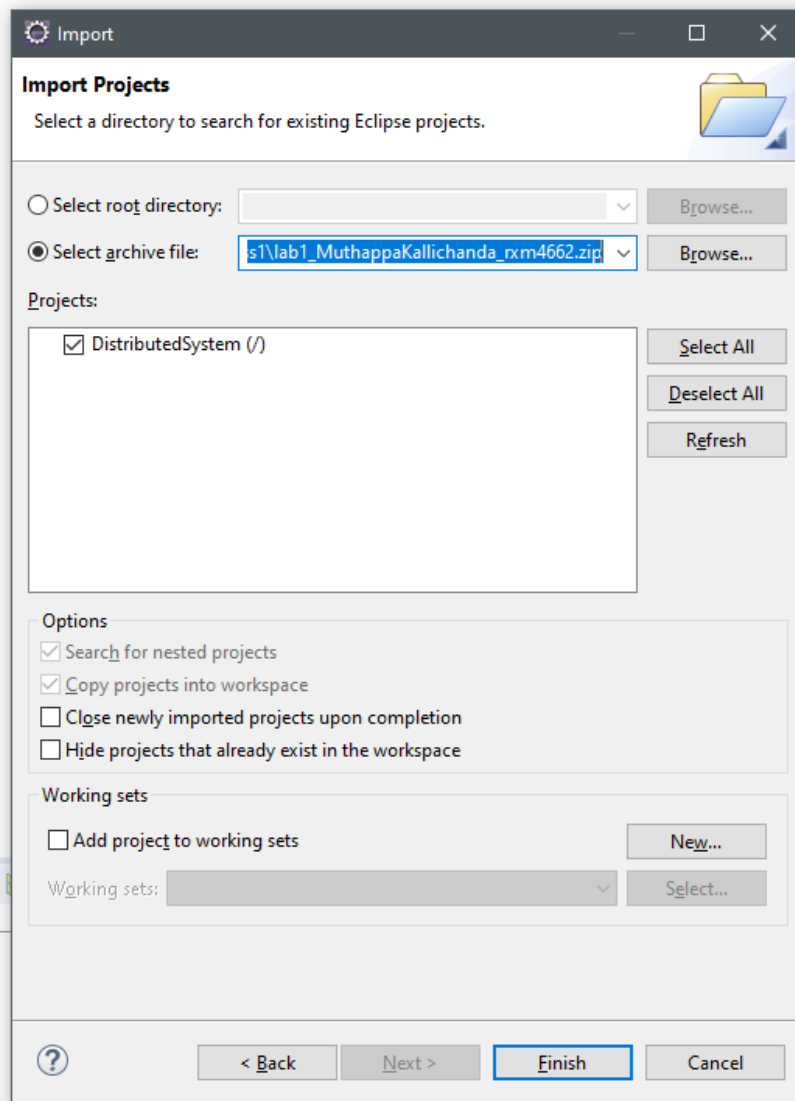 Import
Import Projects
Select a directory to search for existing Eclipse projects.
Select root directory:
Browse...
Select archive file:
s1\lab1_MuthappaKallichanda_rxm4662.zip
Browse...
Projects:
DistributedSystem (/)
Select All
Deselect All
Refresh
Options
Search for nested projects
Copy projects into workspace
Close newly imported projects upon completion
Hide projects that already exist in the workspace
Working sets
Add project to working sets
New...
Working sets:
Select...
?
< Back
Next >
Finish
Cancel